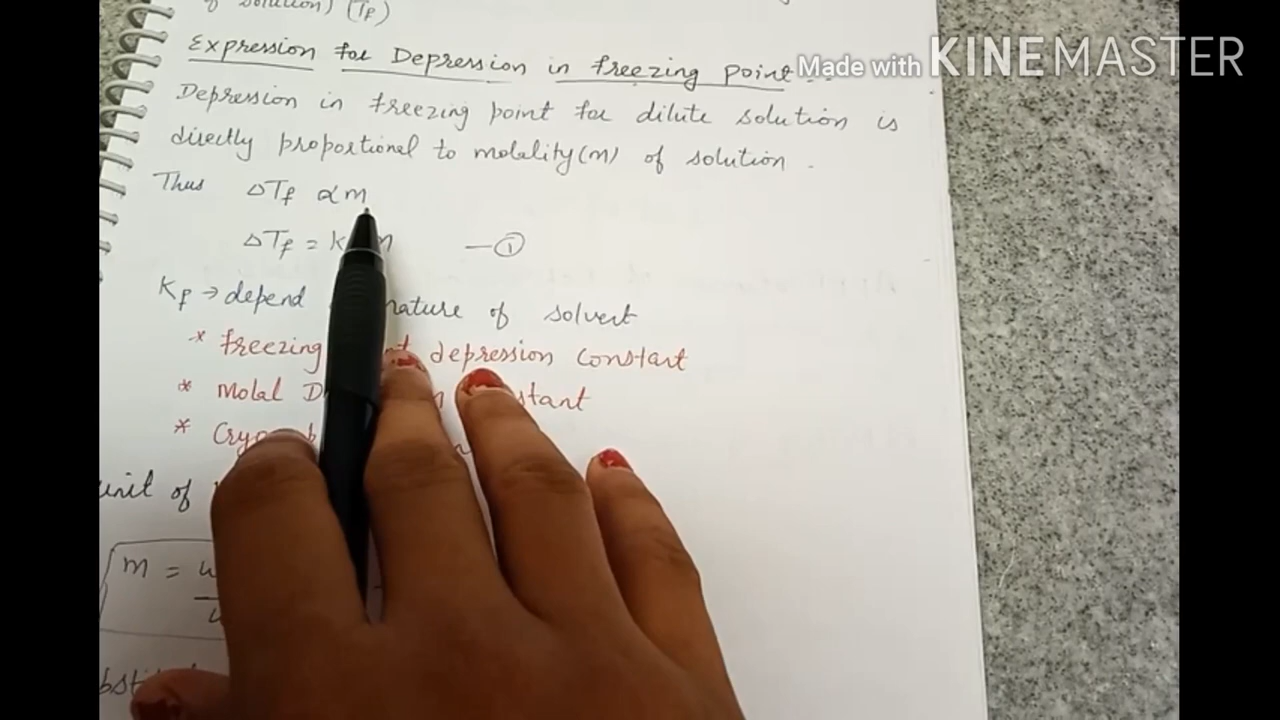 of solution) (Tf)
Expression for Depression in freezing point :-
Made with KINEMASTER
Depression in freezing point for dilute solution is
directly proportional to molality (m) of solution .
Thus ΔTf ∝ m
ΔTf = K m — ①
Kf → depend nature of solvent
* freezing depression constant
* Molal
* 
unit of
m =